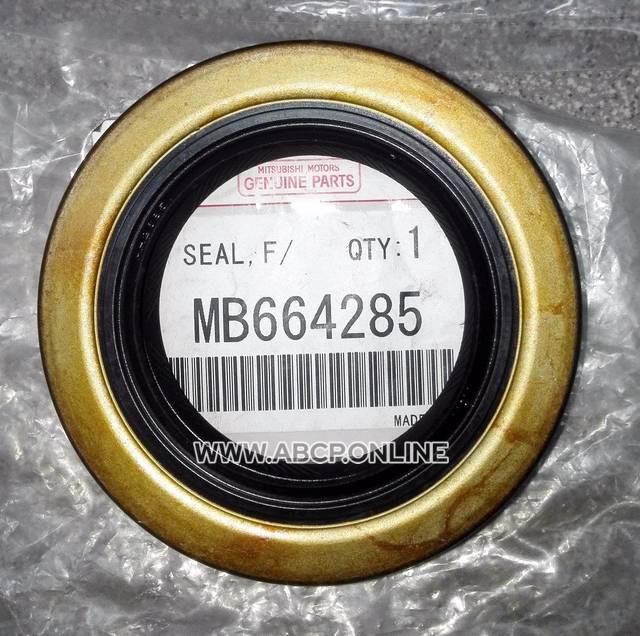 MITSUBISHI MOTORS
GENUINE PARTS
SEAL, F/ QTY:1
MB664285
WWW.ABCP.ONLINE